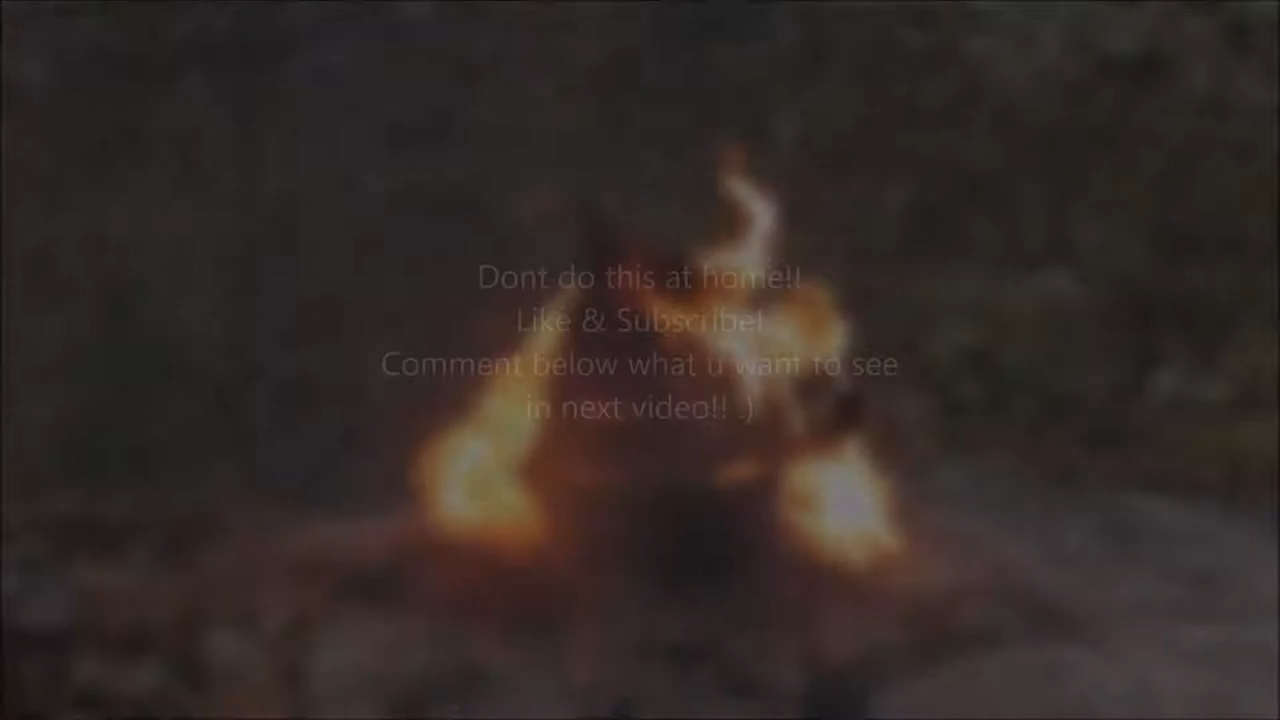 Dont do this at home!!
Like & Subscribe!
Comment below what u want to see
in next video!! :)